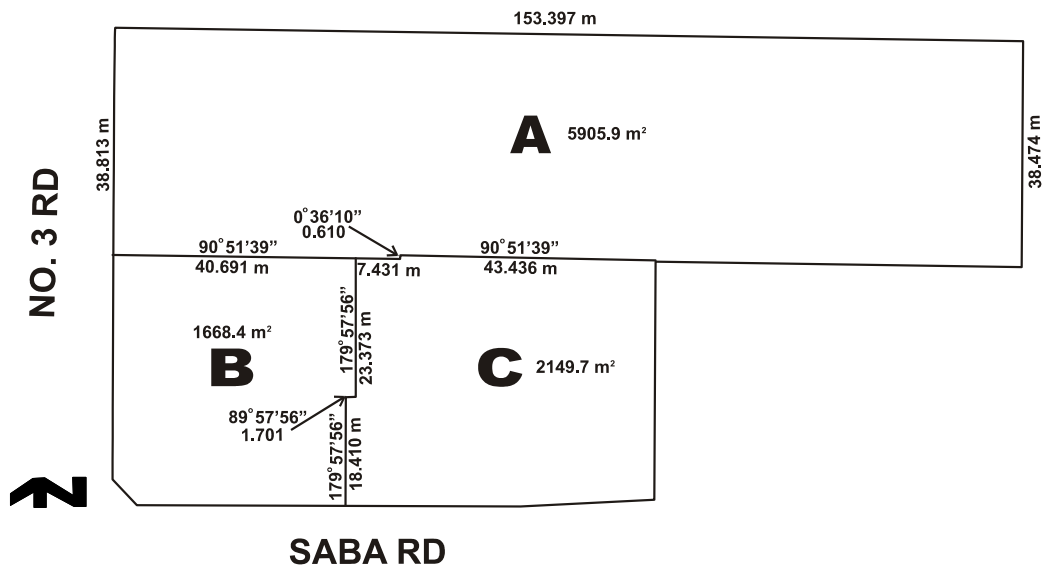 153.397 m
38.813 m
A 5905.9 m²
38.474 m
NO. 3 RD
0°36'10”
0.610
90°51'39”
40.691 m
7.431 m
90°51'39”
43.436 m
1668.4 m²
B
179°57'56”
23.373 m
C 2149.7 m²
89°57'56”
1.701
179°57'56”
18.410 m
N
SABA RD